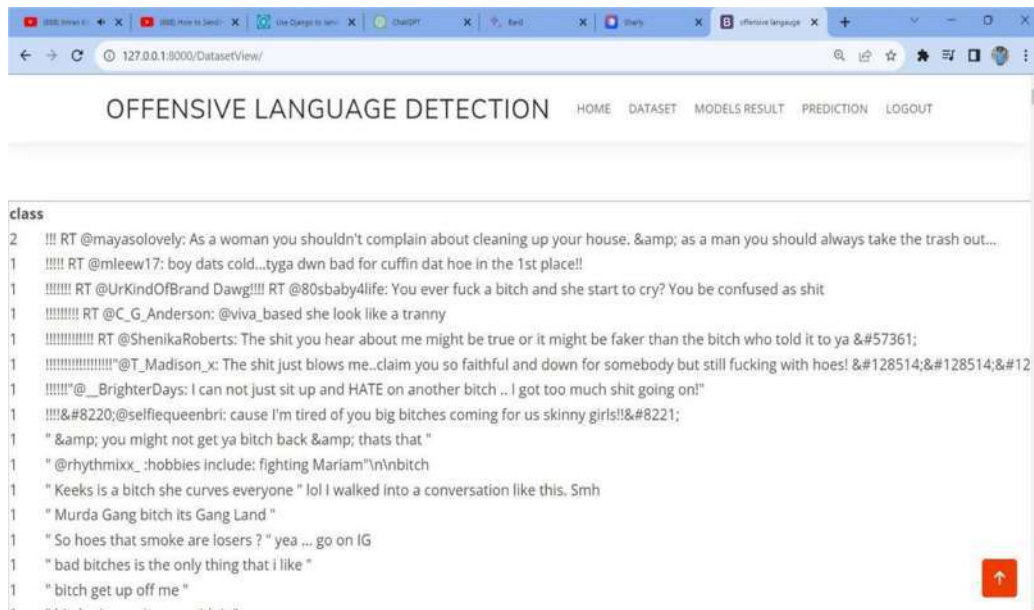 How to Send
Use Django to sen
ChatGPT
Bard
offensive langauge
127.0.0.1:8000/DatasetView/
OFFENSIVE LANGUAGE DETECTION HOME DATASET MODELS RESULT PREDICTION LOGOUT
class
2 !!! RT @mayasolovely: As a woman you shouldn't complain about cleaning up your house. &amp; as a man you should always take the trash out...
1 !!!!! RT @mleew17: boy dats cold...tyga dwn bad for cuffin dat hoe in the 1st place!!
1 !!!!!!! RT @UrKindOfBrand Dawg!!!! RT @80sbaby4life: You ever fuck a bitch and she start to cry? You be confused as shit
1 !!!!!!!!! RT @C_G_Anderson: @viva_based she look like a tranny
1 !!!!!!!!!!!!! RT @ShenikaRoberts: The shit you hear about me might be true or it might be faker than the bitch who told it to ya &#57361;
1 !!!!!!!!!!!!!!!!!!"@T_Madison_x: The shit just blows me..claim you so faithful and down for somebody but still fucking with hoes! &#128514;&#128514;&#12
1 !!!!!!"@__BrighterDays: I can not just sit up and HATE on another bitch .. I got too much shit going on!"
1 !!!!&#8220;@selfiequeenbri: cause I'm tired of you big bitches coming for us skinny girls!!&#8221;
1 " &amp; you might not get ya bitch back &amp; thats that "
1 " @rhythmixx_ :hobbies include: fighting Mariam"\n\nbitch
1 " Keeks is a bitch she curves everyone " lol I walked into a conversation like this. Smh
1 " Murda Gang bitch its Gang Land "
1 " So hoes that smoke are losers ? " yea ... go on IG
1 " bad bitches is the only thing that i like "
1 " bitch get up off me "